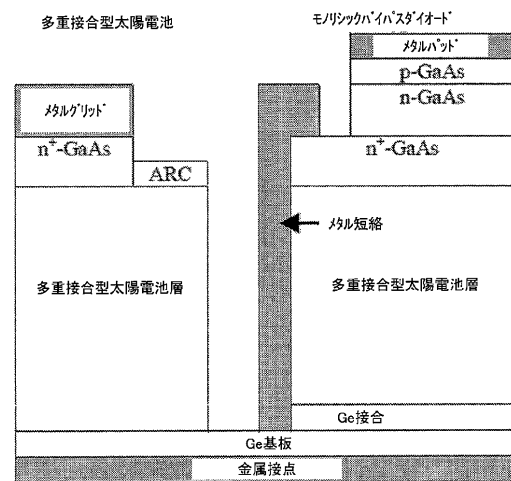 多重接合型太陽電池
モノリシックバイパスダイオード
メタルパッド
p-GaAs
n-GaAs
メタルグリッド
n⁺-GaAs
n⁺-GaAs
ARC
メタル短絡
多重接合型太陽電池層
多重接合型太陽電池層
Ge接合
Ge基板
金属接点